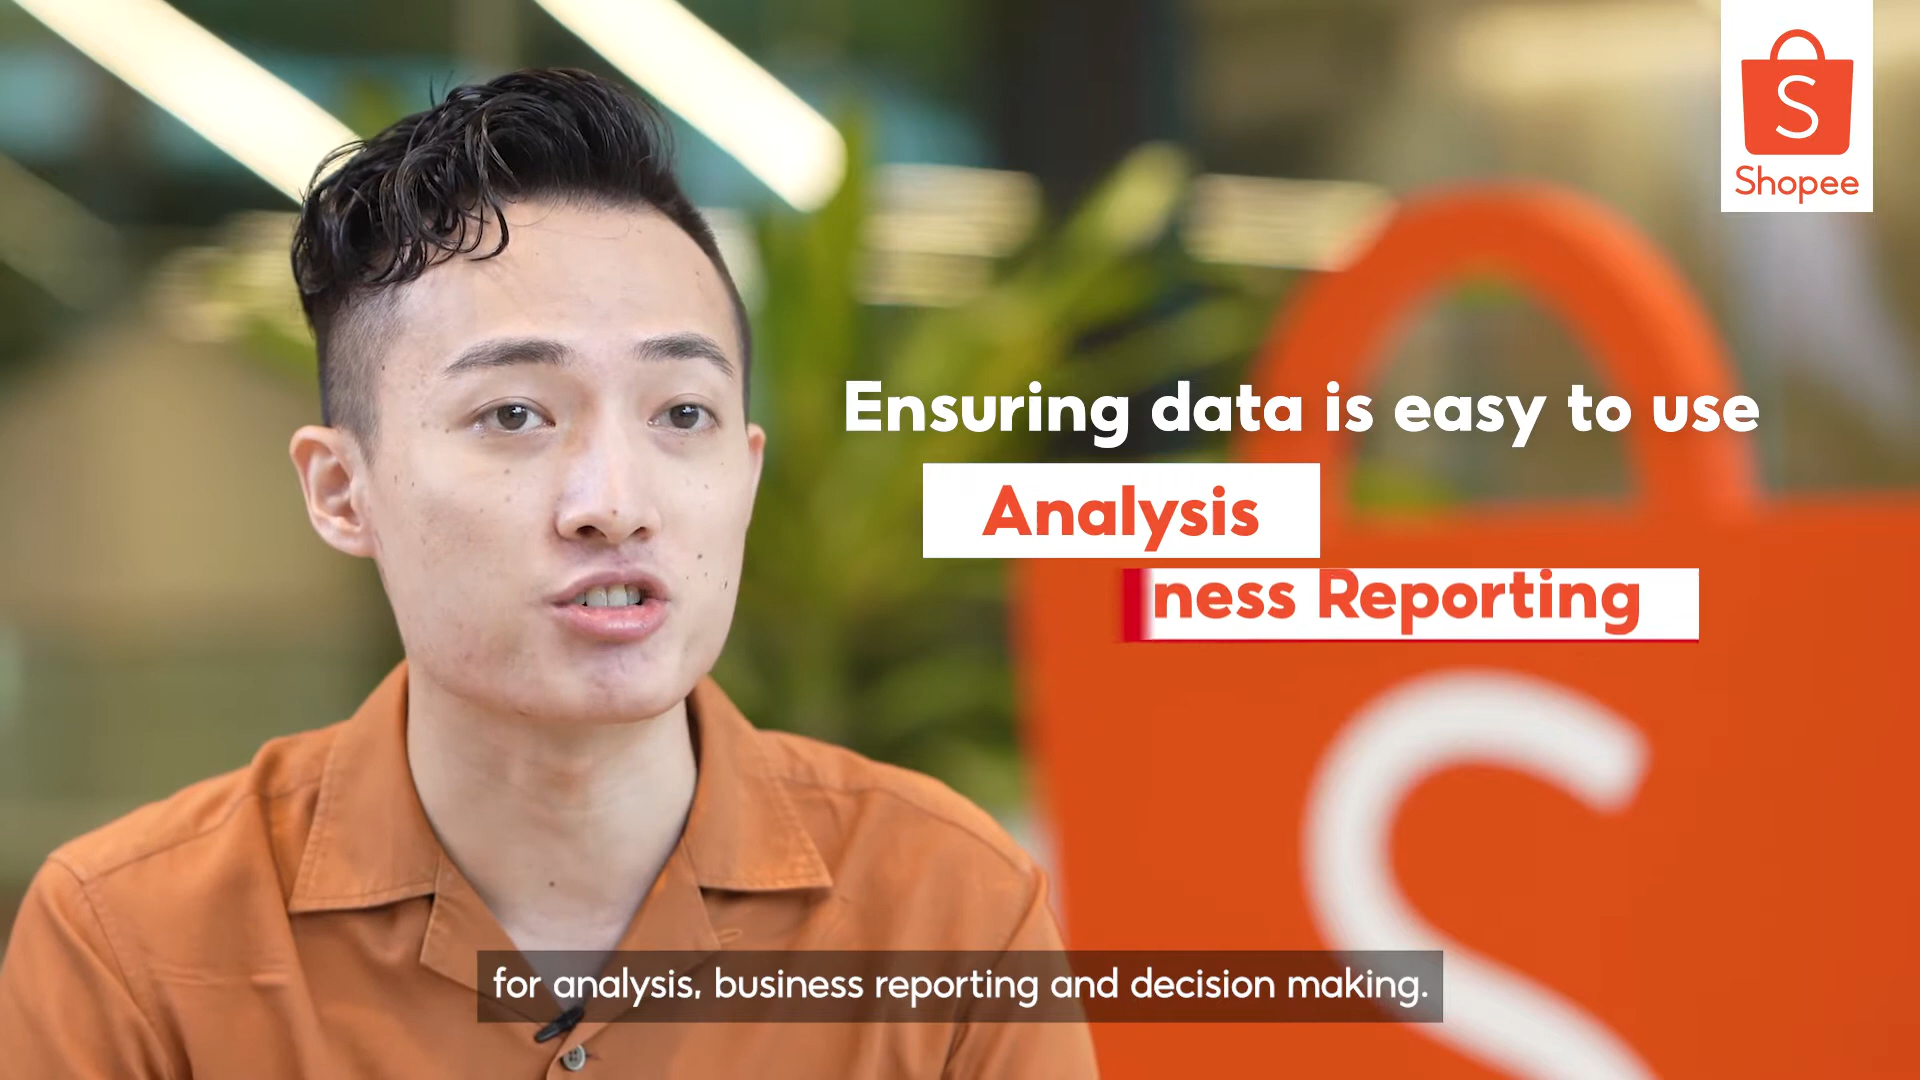 S
Shopee
Ensuring data is easy to use
Analysis
ness Reporting
S
for analysis, business reporting and decision making.